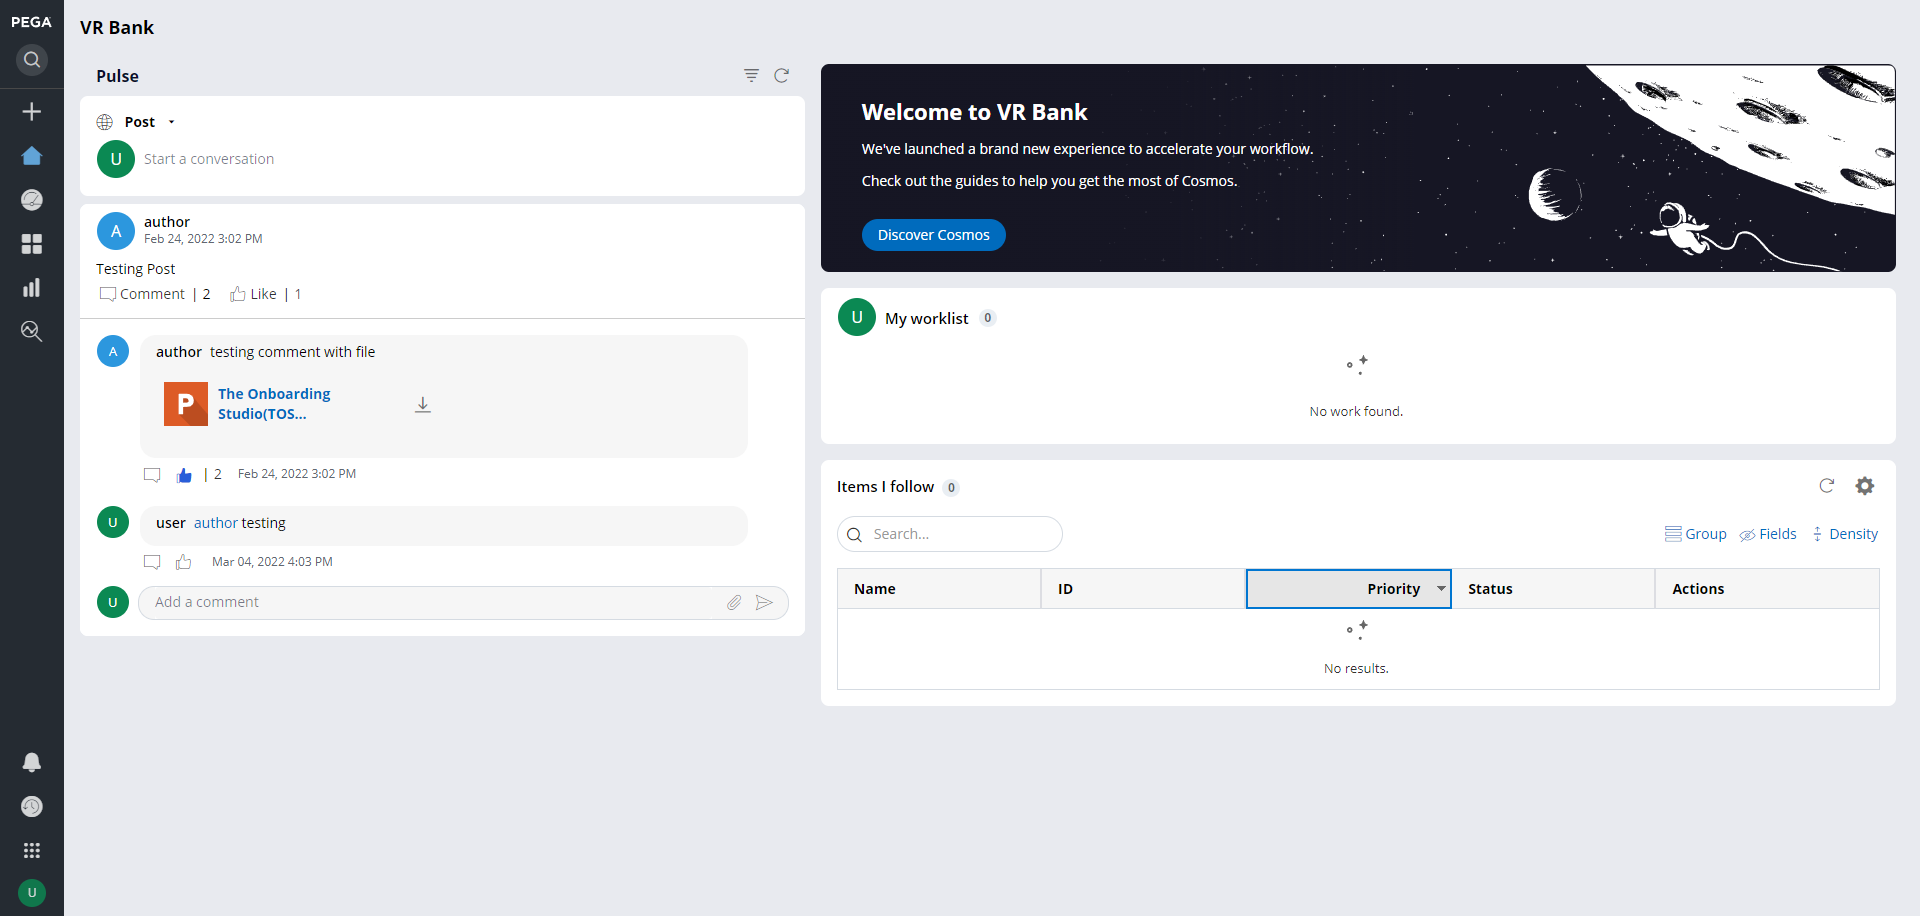 PEGA
VR Bank
Pulse
Post
U
Start a conversation
A
author
Feb 24, 2022 3:02 PM
Testing Post
Comment | 2 Like | 1
A
author testing comment with file
P
The Onboarding
Studio(TOS...
| 2 Feb 24, 2022 3:02 PM
U
user author testing
Mar 04, 2022 4:03 PM
U
Add a comment
Welcome to VR Bank
We've launched a brand new experience to accelerate your workflow.
Check out the guides to help you get the most of Cosmos.
Discover Cosmos
U
My worklist 0
No work found.
Items I follow 0
Search...
Group Fields Density
Name ID Priority Status Actions
No results.
U